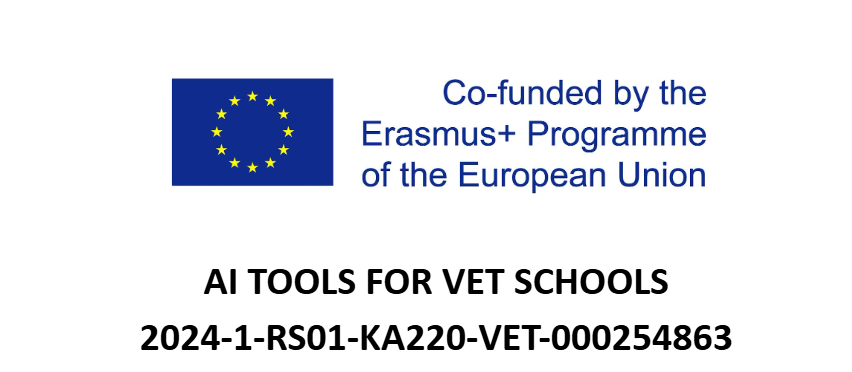 Co-funded by the
Erasmus+ Programme
of the European Union
AI TOOLS FOR VET SCHOOLS
2024-1-RS01-KA220-VET-000254863